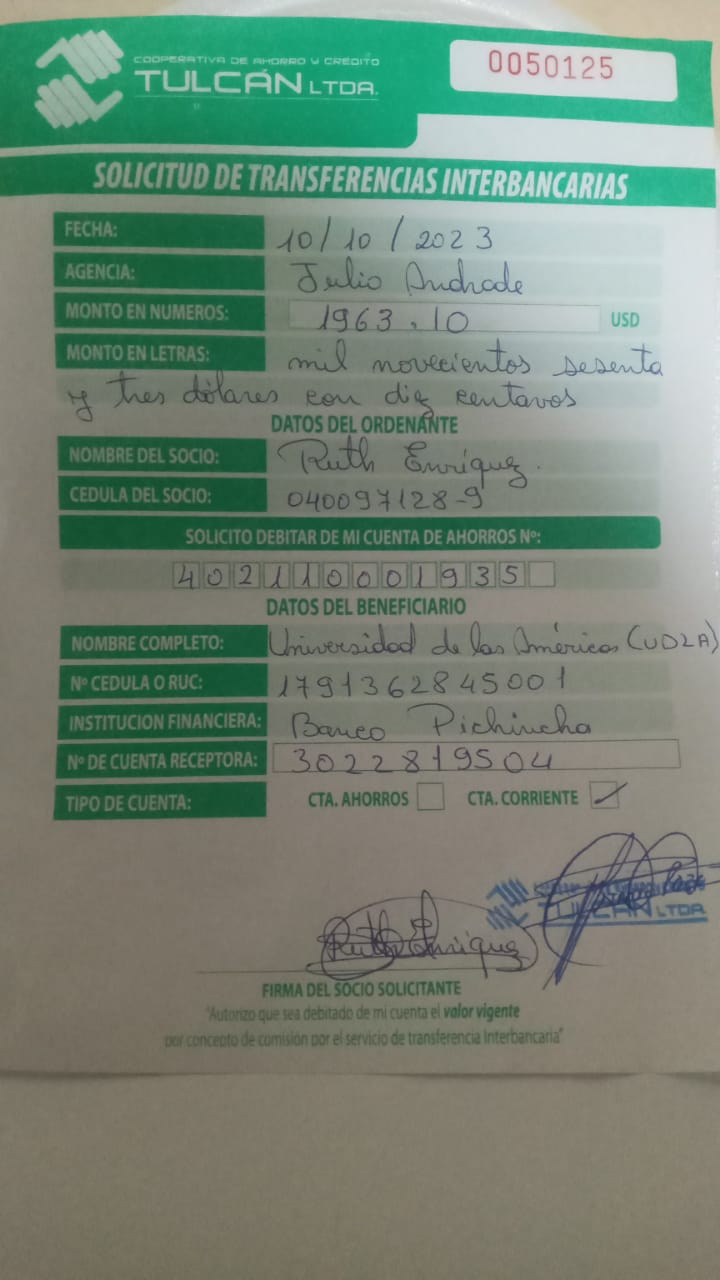 COOPERATIVA DE AHORRO Y CRÉDITO
TULCÁN LTDA.
0050125
SOLICITUD DE TRANSFERENCIAS INTERBANCARIAS
FECHA: 10/10/2023
AGENCIA: Julio Andrade
MONTO EN NUMEROS: 1963.10 USD
MONTO EN LETRAS: mil novecientos sesenta
y tres dólares con diez centavos
DATOS DEL ORDENANTE
NOMBRE DEL SOCIO: Ruth Enríquez.
CEDULA DEL SOCIO: 040097128-9
SOLICITO DEBITAR DE MI CUENTA DE AHORROS Nº:
402110001935
DATOS DEL BENEFICIARIO
NOMBRE COMPLETO: Universidad de las Américas (UDLA)
Nº CEDULA O RUC: 1791362845001
INSTITUCION FINANCIERA: Banco Pichincha
Nº DE CUENTA RECEPTORA: 3022819504
TIPO DE CUENTA: CTA. AHORROS CTA. CORRIENTE
TULCÁN LTDA.
Ruth Enríquez
FIRMA DEL SOCIO SOLICITANTE
"Autorizo que sea debitado de mi cuenta el valor vigente
por concepto de comisión por el servicio de transferencia Interbancaria"